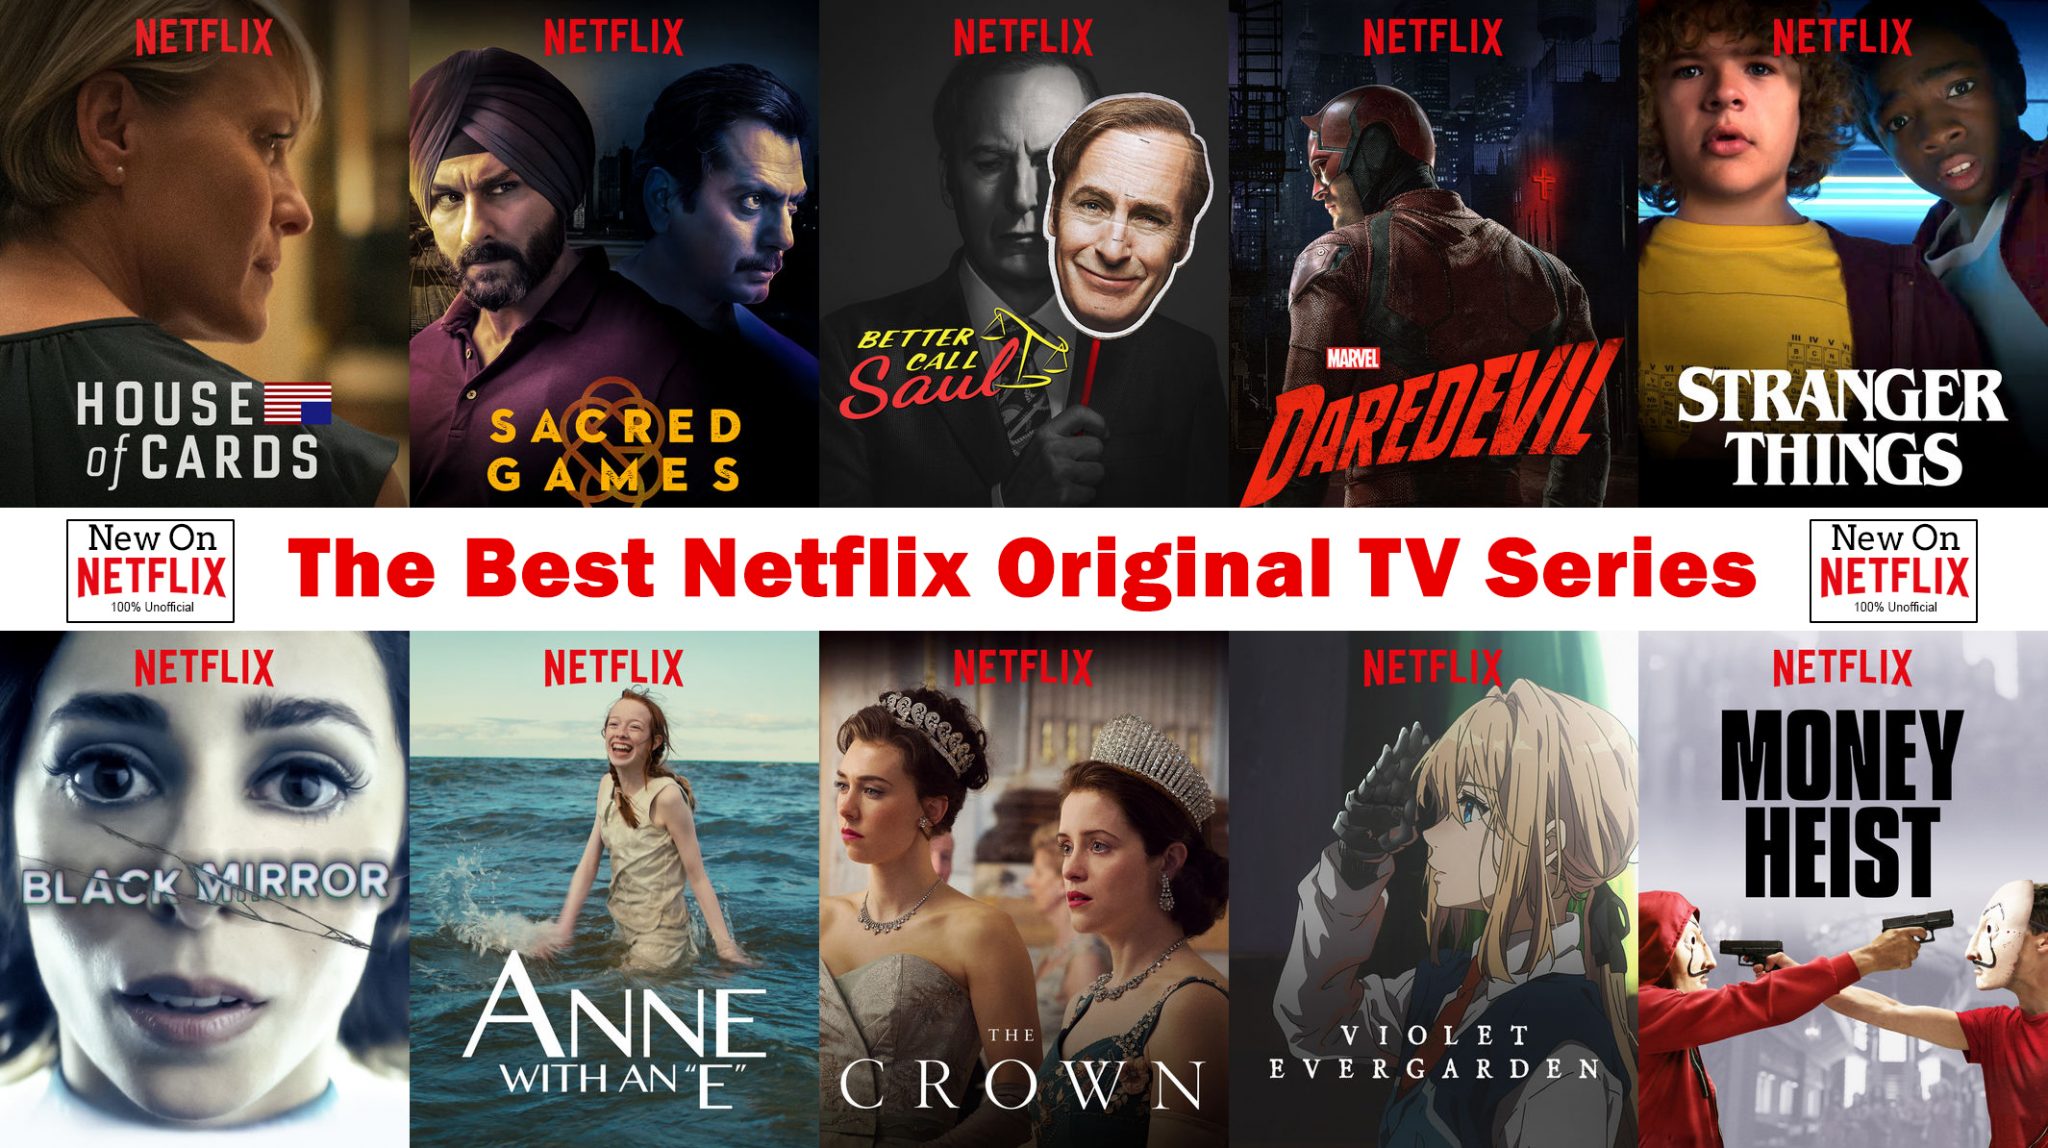 NETFLIX
HOUSE
of CARDS
NETFLIX
SACRED
GAMES
NETFLIX
BETTER
CALL
Saul
NETFLIX
MARVEL
DAREDEVIL
NETFLIX
STRANGER
THINGS
New On
NETFLIX
100% Unofficial
The Best Netflix Original TV Series
New On
NETFLIX
100% Unofficial
NETFLIX
BLACK MIRROR
NETFLIX
ANNE
WITH AN "E"
NETFLIX
THE
CROWN
NETFLIX
VIOLET
EVERGARDEN
NETFLIX
MONEY
HEIST